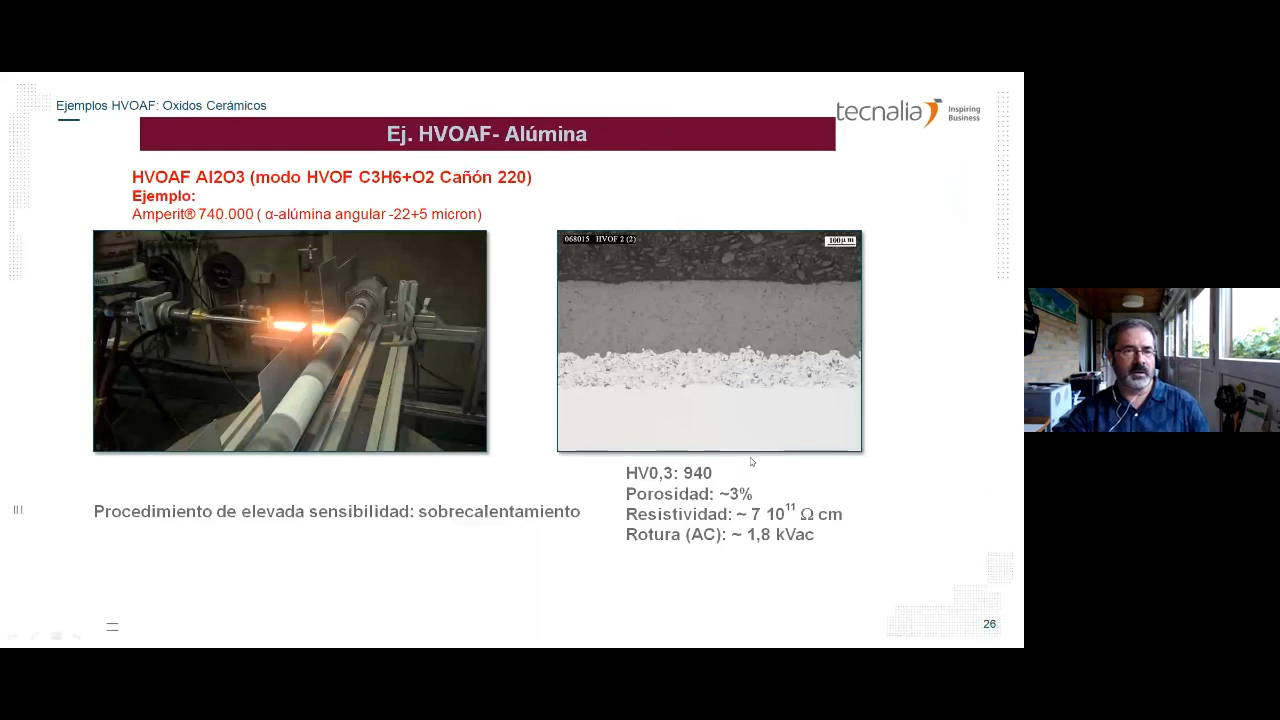 Ejemplos HVOAF: Oxidos Cerámicos
tecnalia Inspiring Business
Ej. HVOAF- Alúmina
HVOAF Al2O3 (modo HVOF C3H6+O2 Cañón 220)
Ejemplo:
Amperit® 740.000 ( α-alúmina angular -22+5 micron)
068015 HVOF 2 (2)
100µm
HV0,3: 940
Porosidad: ~3%
Resistividad: ~ 7 10¹¹ Ω cm
Rotura (AC): ~ 1,8 kVac
Procedimiento de elevada sensibilidad: sobrecalentamiento
26